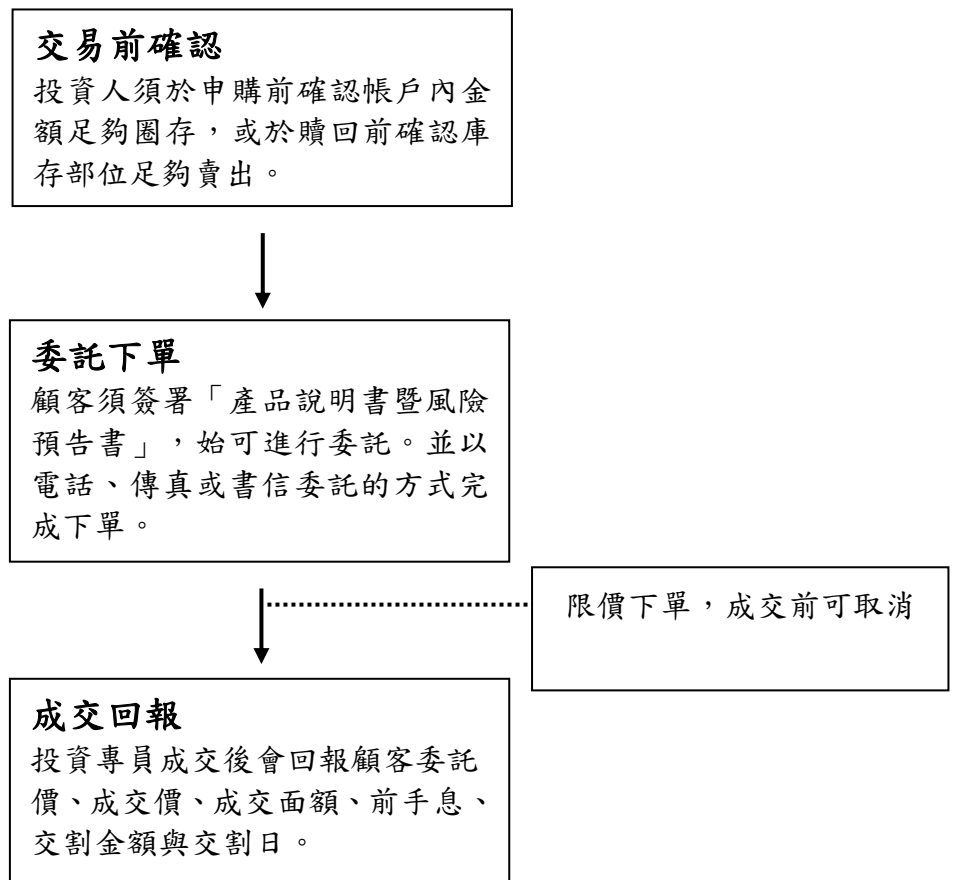 交易前確認
投資人須於申購前確認帳戶內金
額足夠圈存，或於贖回前確認庫
存部位足夠賣出。
委託下單
顧客須簽署「產品說明書暨風險
預告書」，始可進行委託。並以
電話、傳真或書信委託的方式完
成下單。
限價下單，成交前可取消
成交回報
投資專員成交後會回報顧客委託
價、成交價、成交面額、前手息、
交割金額與交割日。